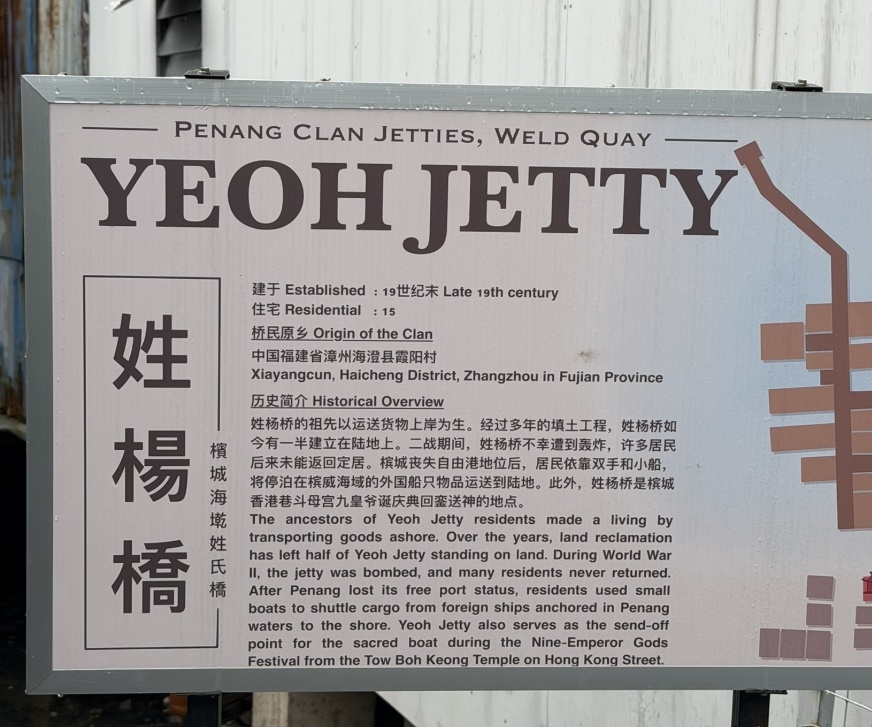 PENANG CLAN JETTIES, WELD QUAY
YEOH JETTY
姓楊橋
檳城海墘姓氏橋
建于 Established : 19世纪末 Late 19th century
住宅 Residential : 15
桥民原乡 Origin of the Clan
中国福建省漳州海澄县霞阳村
Xiayangcun, Haicheng District, Zhangzhou in Fujian Province
历史简介 Historical Overview
姓杨桥的祖先以运送货物上岸为生。经过多年的填土工程，姓杨桥如
今有一半建立在陆地上。二战期间，姓杨桥不幸遭到轰炸，许多居民
后来未能返回定居。槟城丧失自由港地位后，居民依靠双手和小船，
将停泊在槟威海域的外国船只物品运送到陆地。此外，姓杨桥是槟城
香港巷斗母宫九皇爷诞庆典回銮送神的地点。
The ancestors of Yeoh Jetty residents made a living by
transporting goods ashore. Over the years, land reclamation
has left half of Yeoh Jetty standing on land. During World War
II, the jetty was bombed, and many residents never returned.
After Penang lost its free port status, residents used small
boats to shuttle cargo from foreign ships anchored in Penang
waters to the shore. Yeoh Jetty also serves as the send-off
point for the sacred boat during the Nine-Emperor Gods
Festival from the Tow Boh Keong Temple on Hong Kong Street.